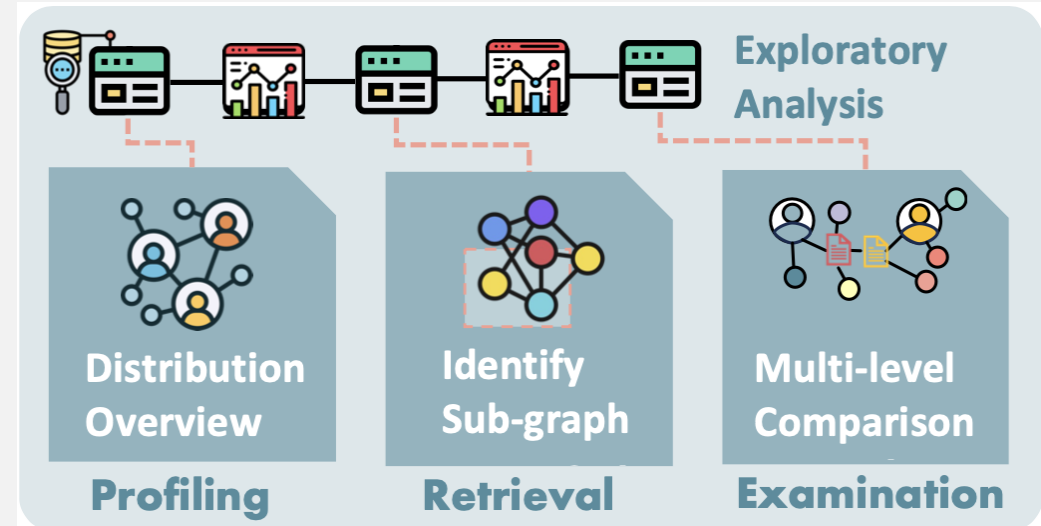 Exploratory
Analysis
Distribution
Overview
Identify
Sub-graph
Multi-level
Comparison
Profiling
Retrieval
Examination